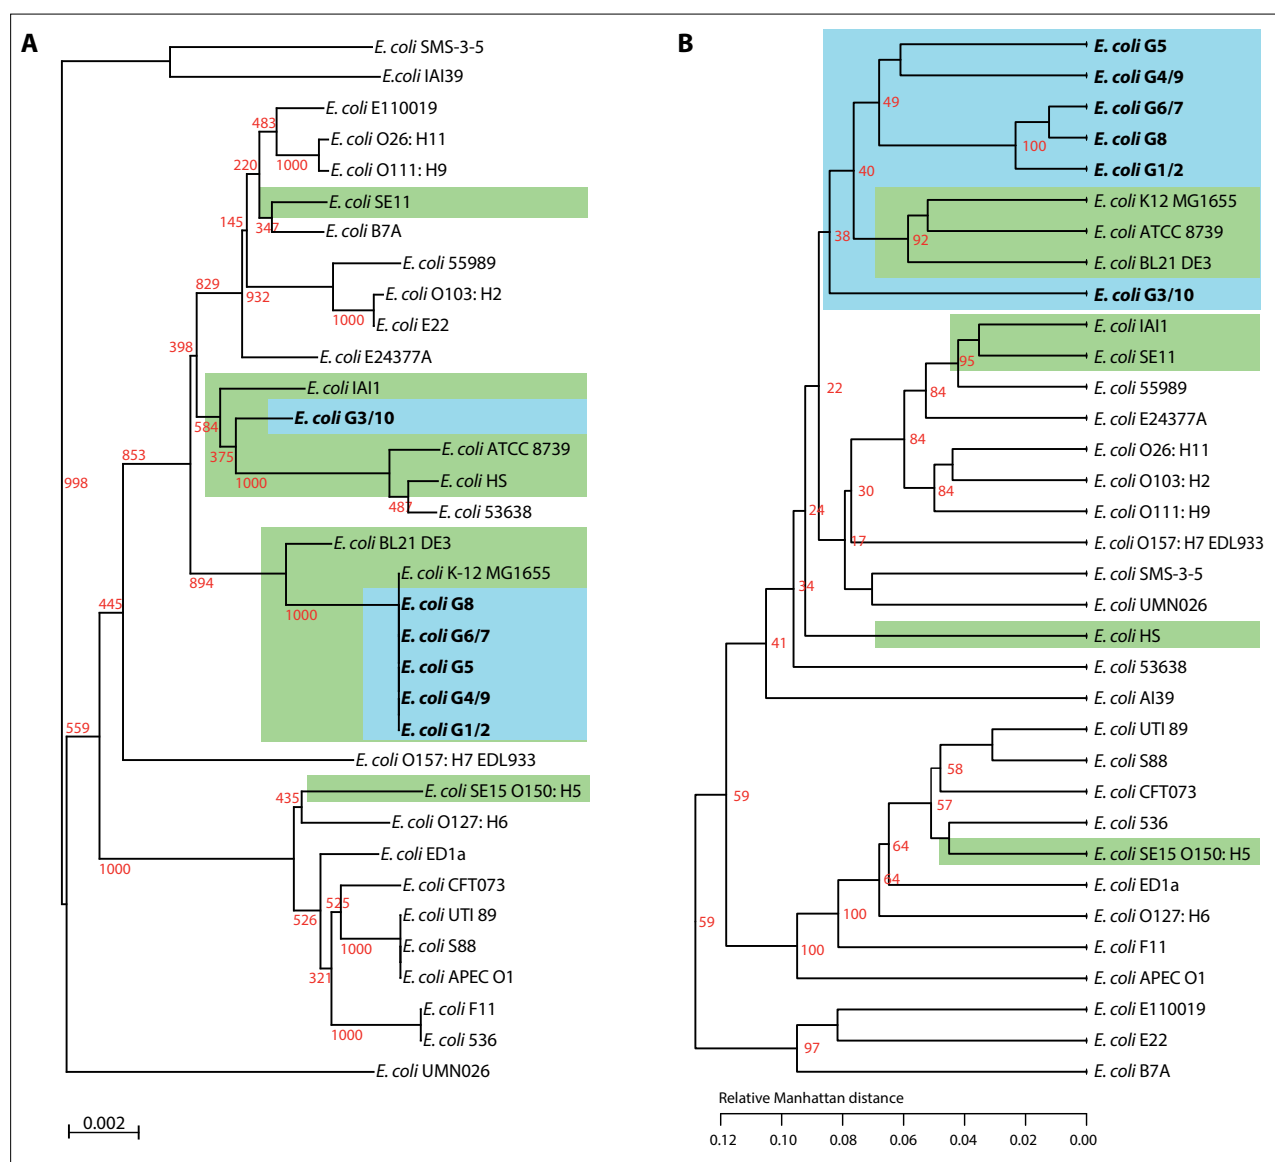 A
E. coli SMS-3-5
E.coli IAI39
E. coli E110019
483
E. coli O26: H11
1000
220
E. coli O111: H9
E. coli SE11
145
347
E. coli B7A
E. coli 55989
829
932
E. coli O103: H2
1000
E. coli E22
398
E. coli E24377A
E. coli IAI1
584
E. coli G3/10
853
375
E. coli ATCC 8739
998
1000
E. coli HS
487
E. coli 53638
E. coli BL21 DE3
894
E. coli K-12 MG1655
445
1000
E. coli G8
E. coli G6/7
E. coli G5
E. coli G4/9
559
E. coli G1/2
E. coli O157: H7 EDL933
435
E. coli SE15 O150: H5
E. coli O127: H6
1000
E. coli ED1a
525
E. coli CFT073
526
E. coli UTI 89
1000
E. coli S88
321
E. coli APEC O1
E. coli F11
1000
E. coli 536
E. coli UMN026
0.002
B
E. coli G5
E. coli G4/9
49
E. coli G6/7
E. coli G8
100
40
E. coli G1/2
E. coli K12 MG1655
38
92
E. coli ATCC 8739
E. coli BL21 DE3
E. coli G3/10
E. coli IAI1
95
E. coli SE11
22
84
E. coli 55989
E. coli E24377A
84
E. coli O26: H11
30
84
E. coli O103: H2
24
E. coli O111: H9
17
E. coli O157: H7 EDL933
34
E. coli SMS-3-5
E. coli UMN026
41
E. coli HS
E. coli 53638
E. coli AI39
E. coli UTI 89
58
E. coli S88
59
57
E. coli CFT073
E. coli 536
64
E. coli SE15 O150: H5
64
E. coli ED1a
59
100
E. coli O127: H6
100
E. coli F11
E. coli APEC O1
E. coli E110019
97
E. coli E22
E. coli B7A
Relative Manhattan distance
0.12 0.10 0.08 0.06 0.04 0.02 0.00